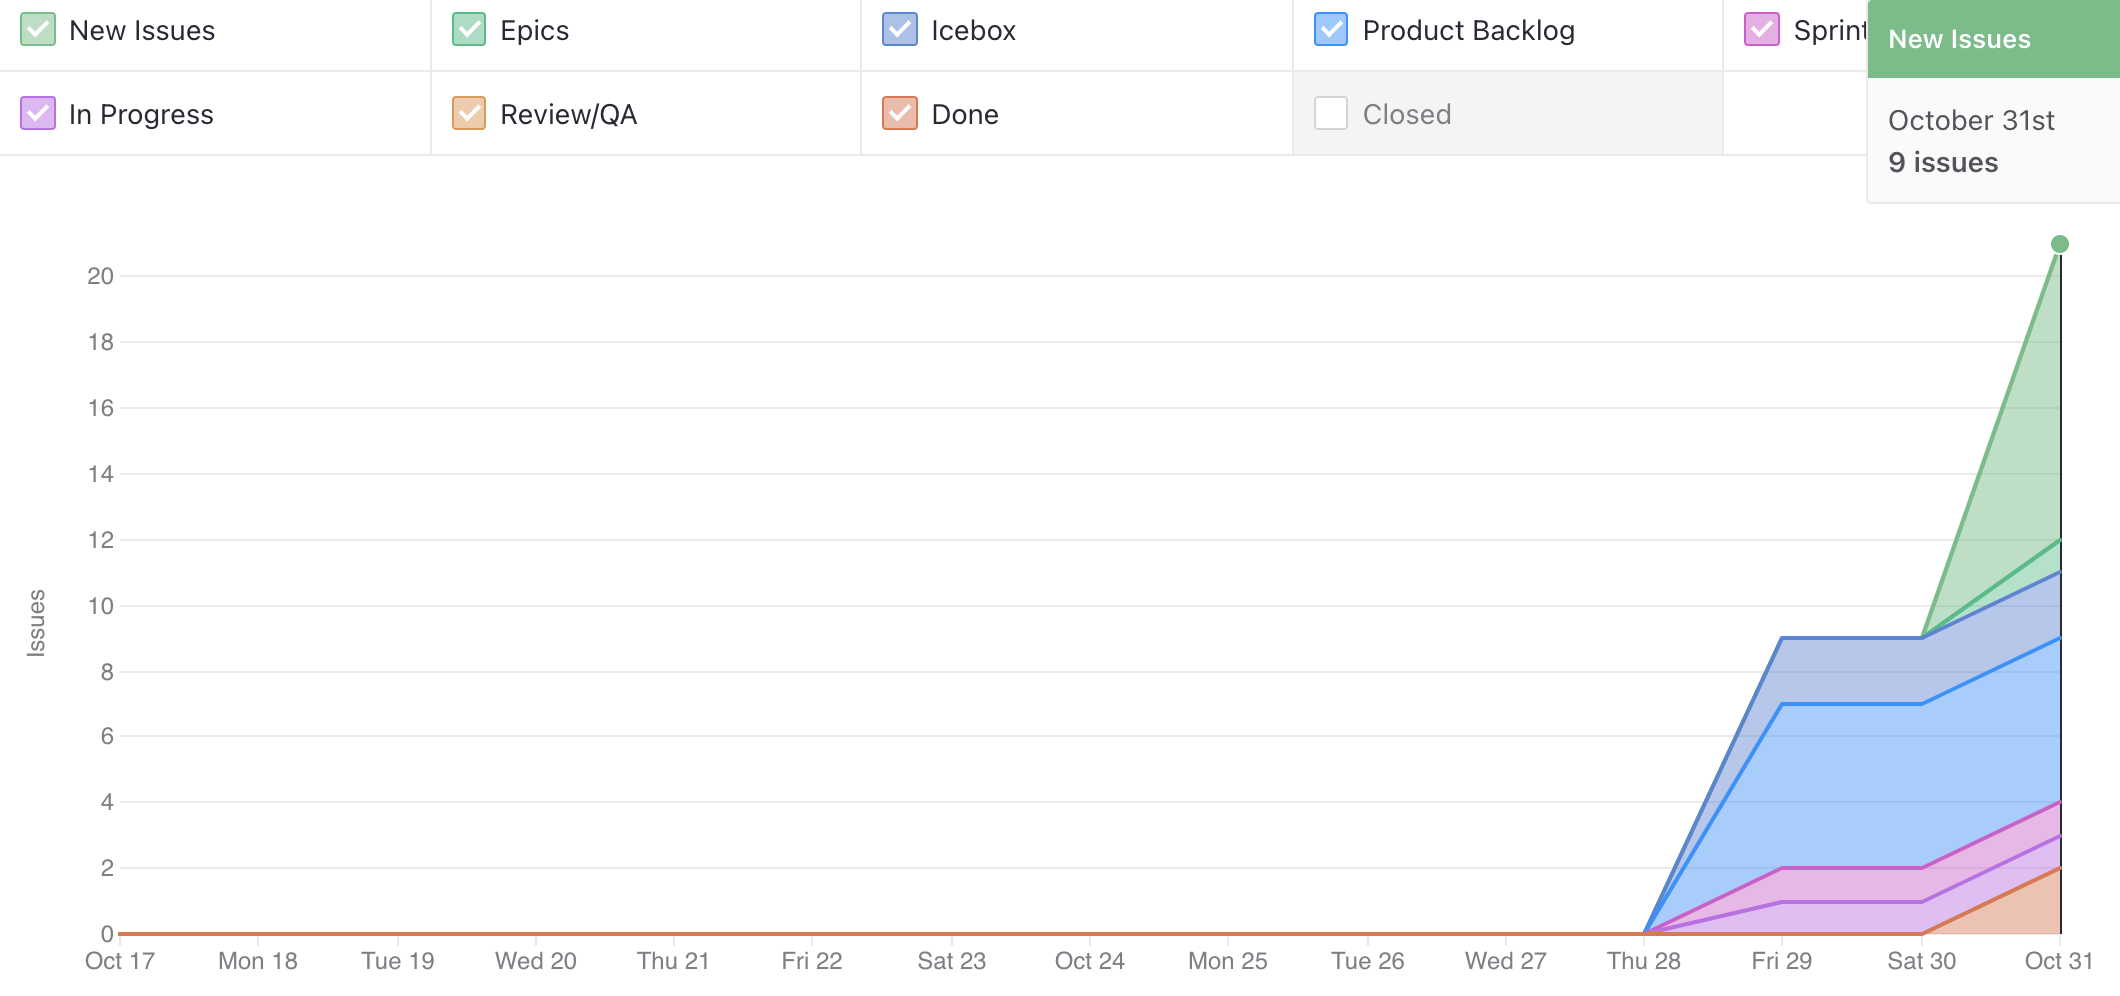 New Issues
Epics
Icebox
Product Backlog
Sprint
New Issues
In Progress
Review/QA
Done
Closed
October 31st
9 issues
20
18
16
14
12
10
8
6
4
2
0
Issues
Oct 17 Mon 18 Tue 19 Wed 20 Thu 21 Fri 22 Sat 23 Oct 24 Mon 25 Tue 26 Wed 27 Thu 28 Fri 29 Sat 30 Oct 31